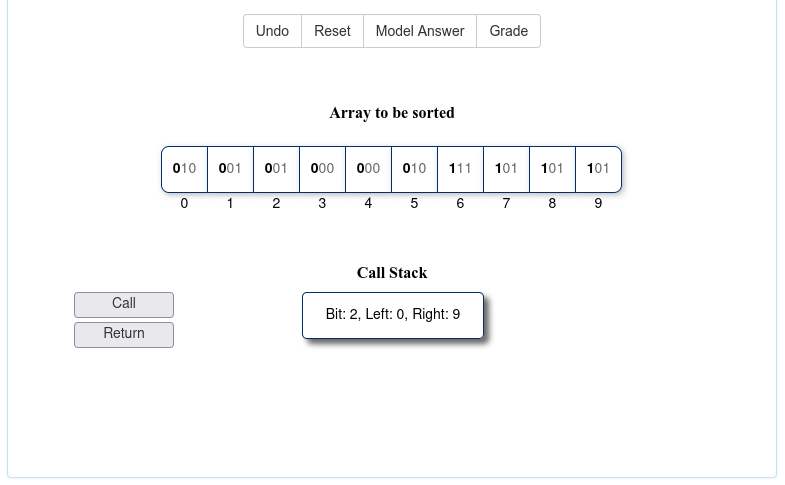 Undo Reset Model Answer Grade
Array to be sorted
010 001 001 000 000 010 111 101 101 101
0 1 2 3 4 5 6 7 8 9
Call Stack
Call
Bit: 2, Left: 0, Right: 9
Return